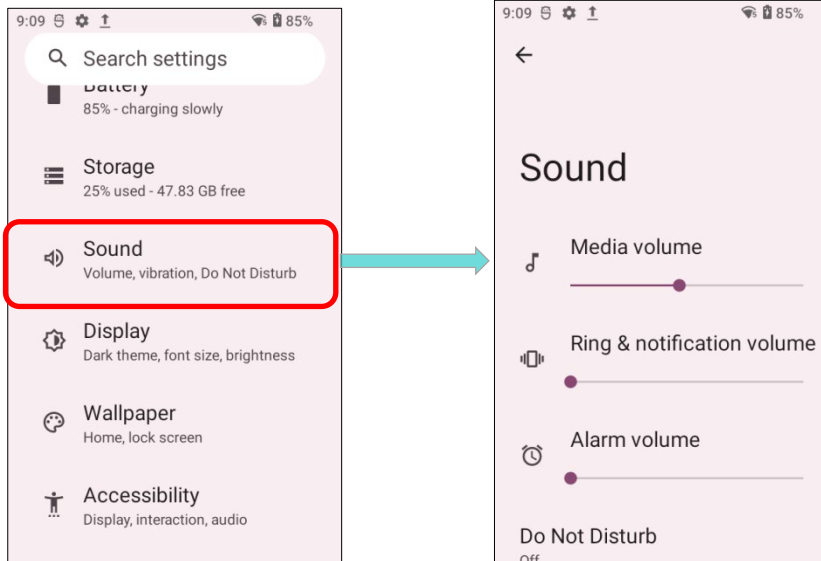 9:09 85%
Search settings
Battery
85% - charging slowly
Storage
25% used - 47.83 GB free
Sound
Volume, vibration, Do Not Disturb
Display
Dark theme, font size, brightness
Wallpaper
Home, lock screen
Accessibility
Display, interaction, audio
9:09 85%
Sound
Media volume
Ring & notification volume
Alarm volume
Do Not Disturb
Off